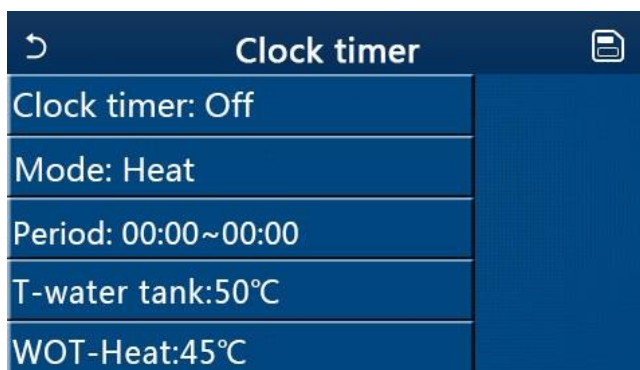 Clock timer
Clock timer: Off
Mode: Heat
Period: 00:00~00:00
T-water tank:50℃
WOT-Heat:45℃